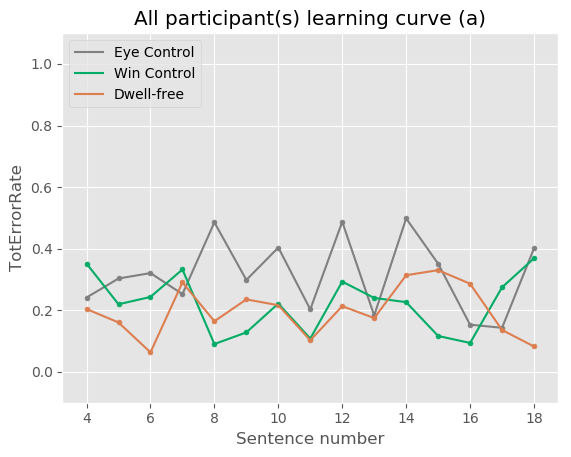 All participant(s) learning curve (a)
Eye Control
Win Control
Dwell-free
TotErrorRate
1.0
0.8
0.6
0.4
0.2
0.0
4 6 8 10 12 14 16 18
Sentence number